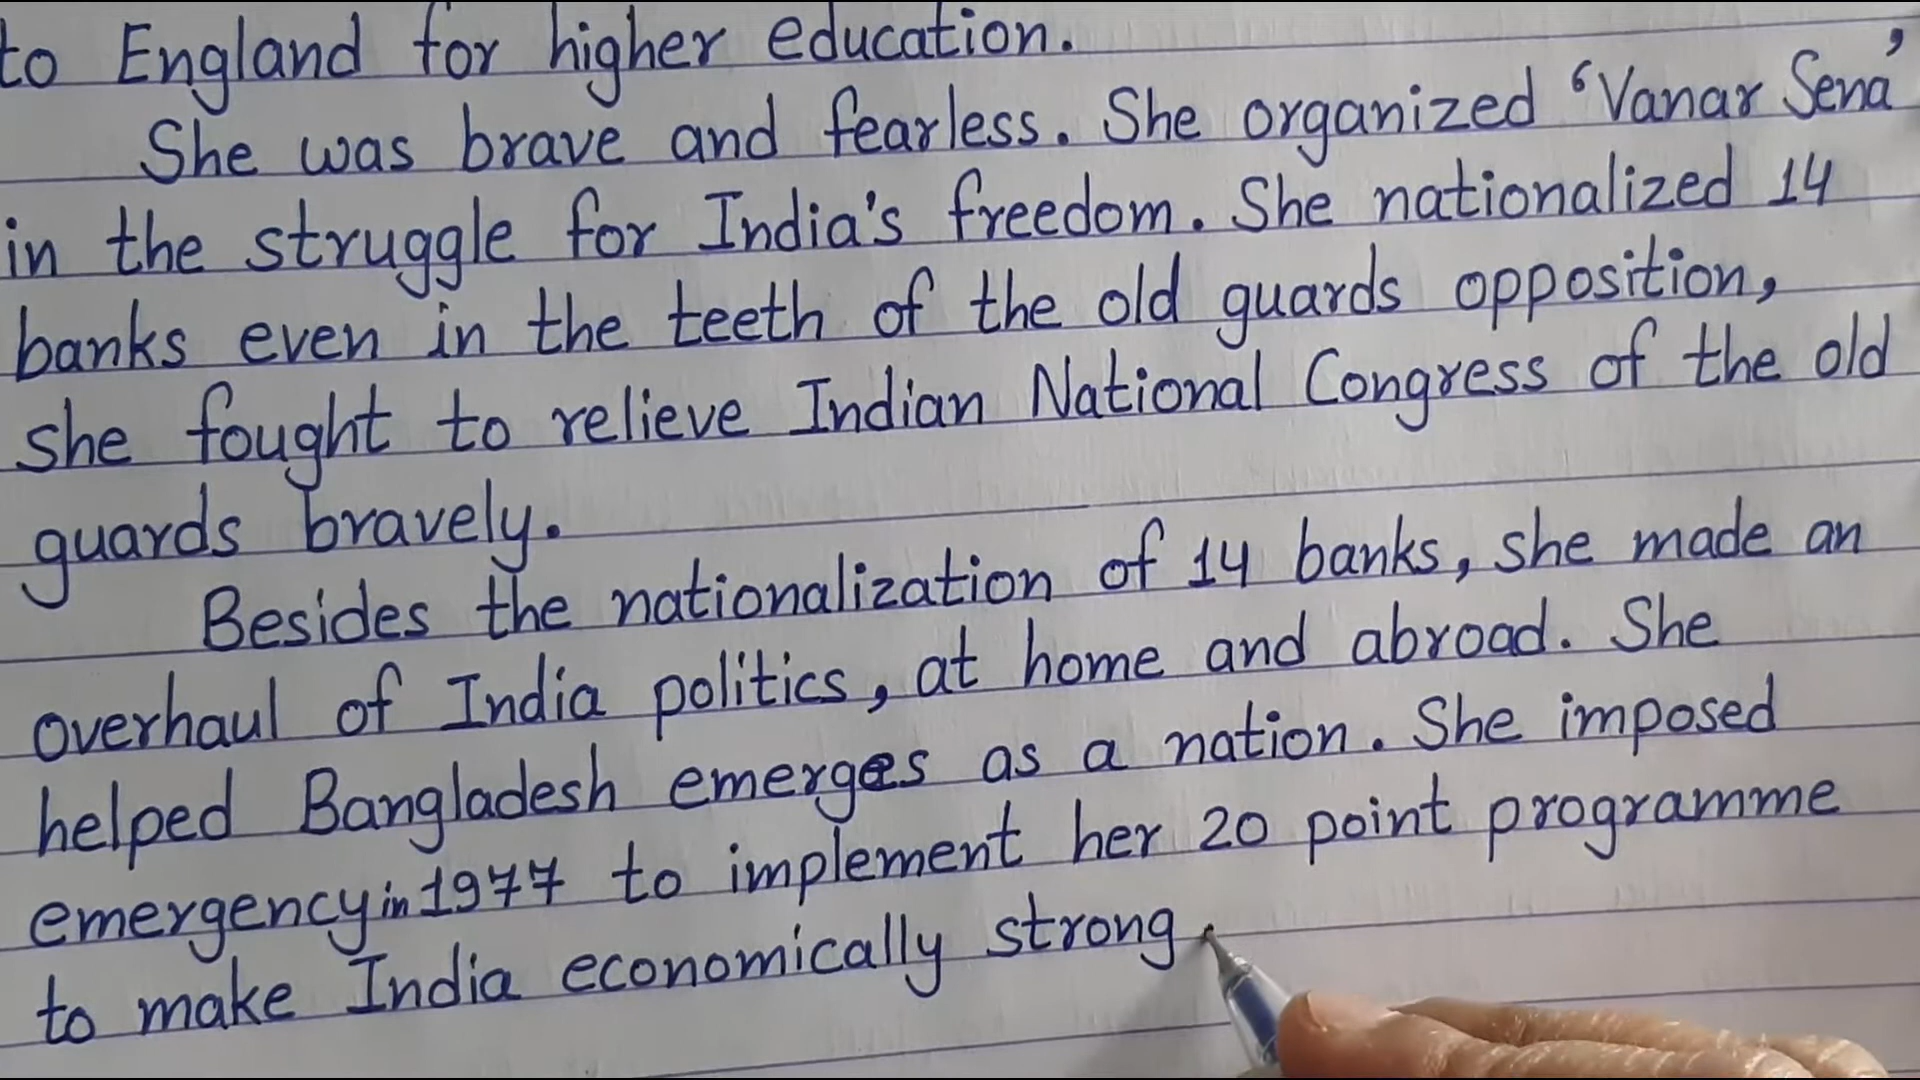 to England for higher education.
She was brave and fearless. She organized ‘Vanar Sena’
in the struggle for India's freedom. She nationalized 14
banks even in the teeth of the old guards opposition,
she fought to relieve Indian National Congress of the old
guards bravely.
Besides the nationalization of 14 banks, she made an
overhaul of India politics, at home and abroad. She
helped Bangladesh emerges as a nation. She imposed
emergency in 1977 to implement her 20 point programme
to make India economically strong.